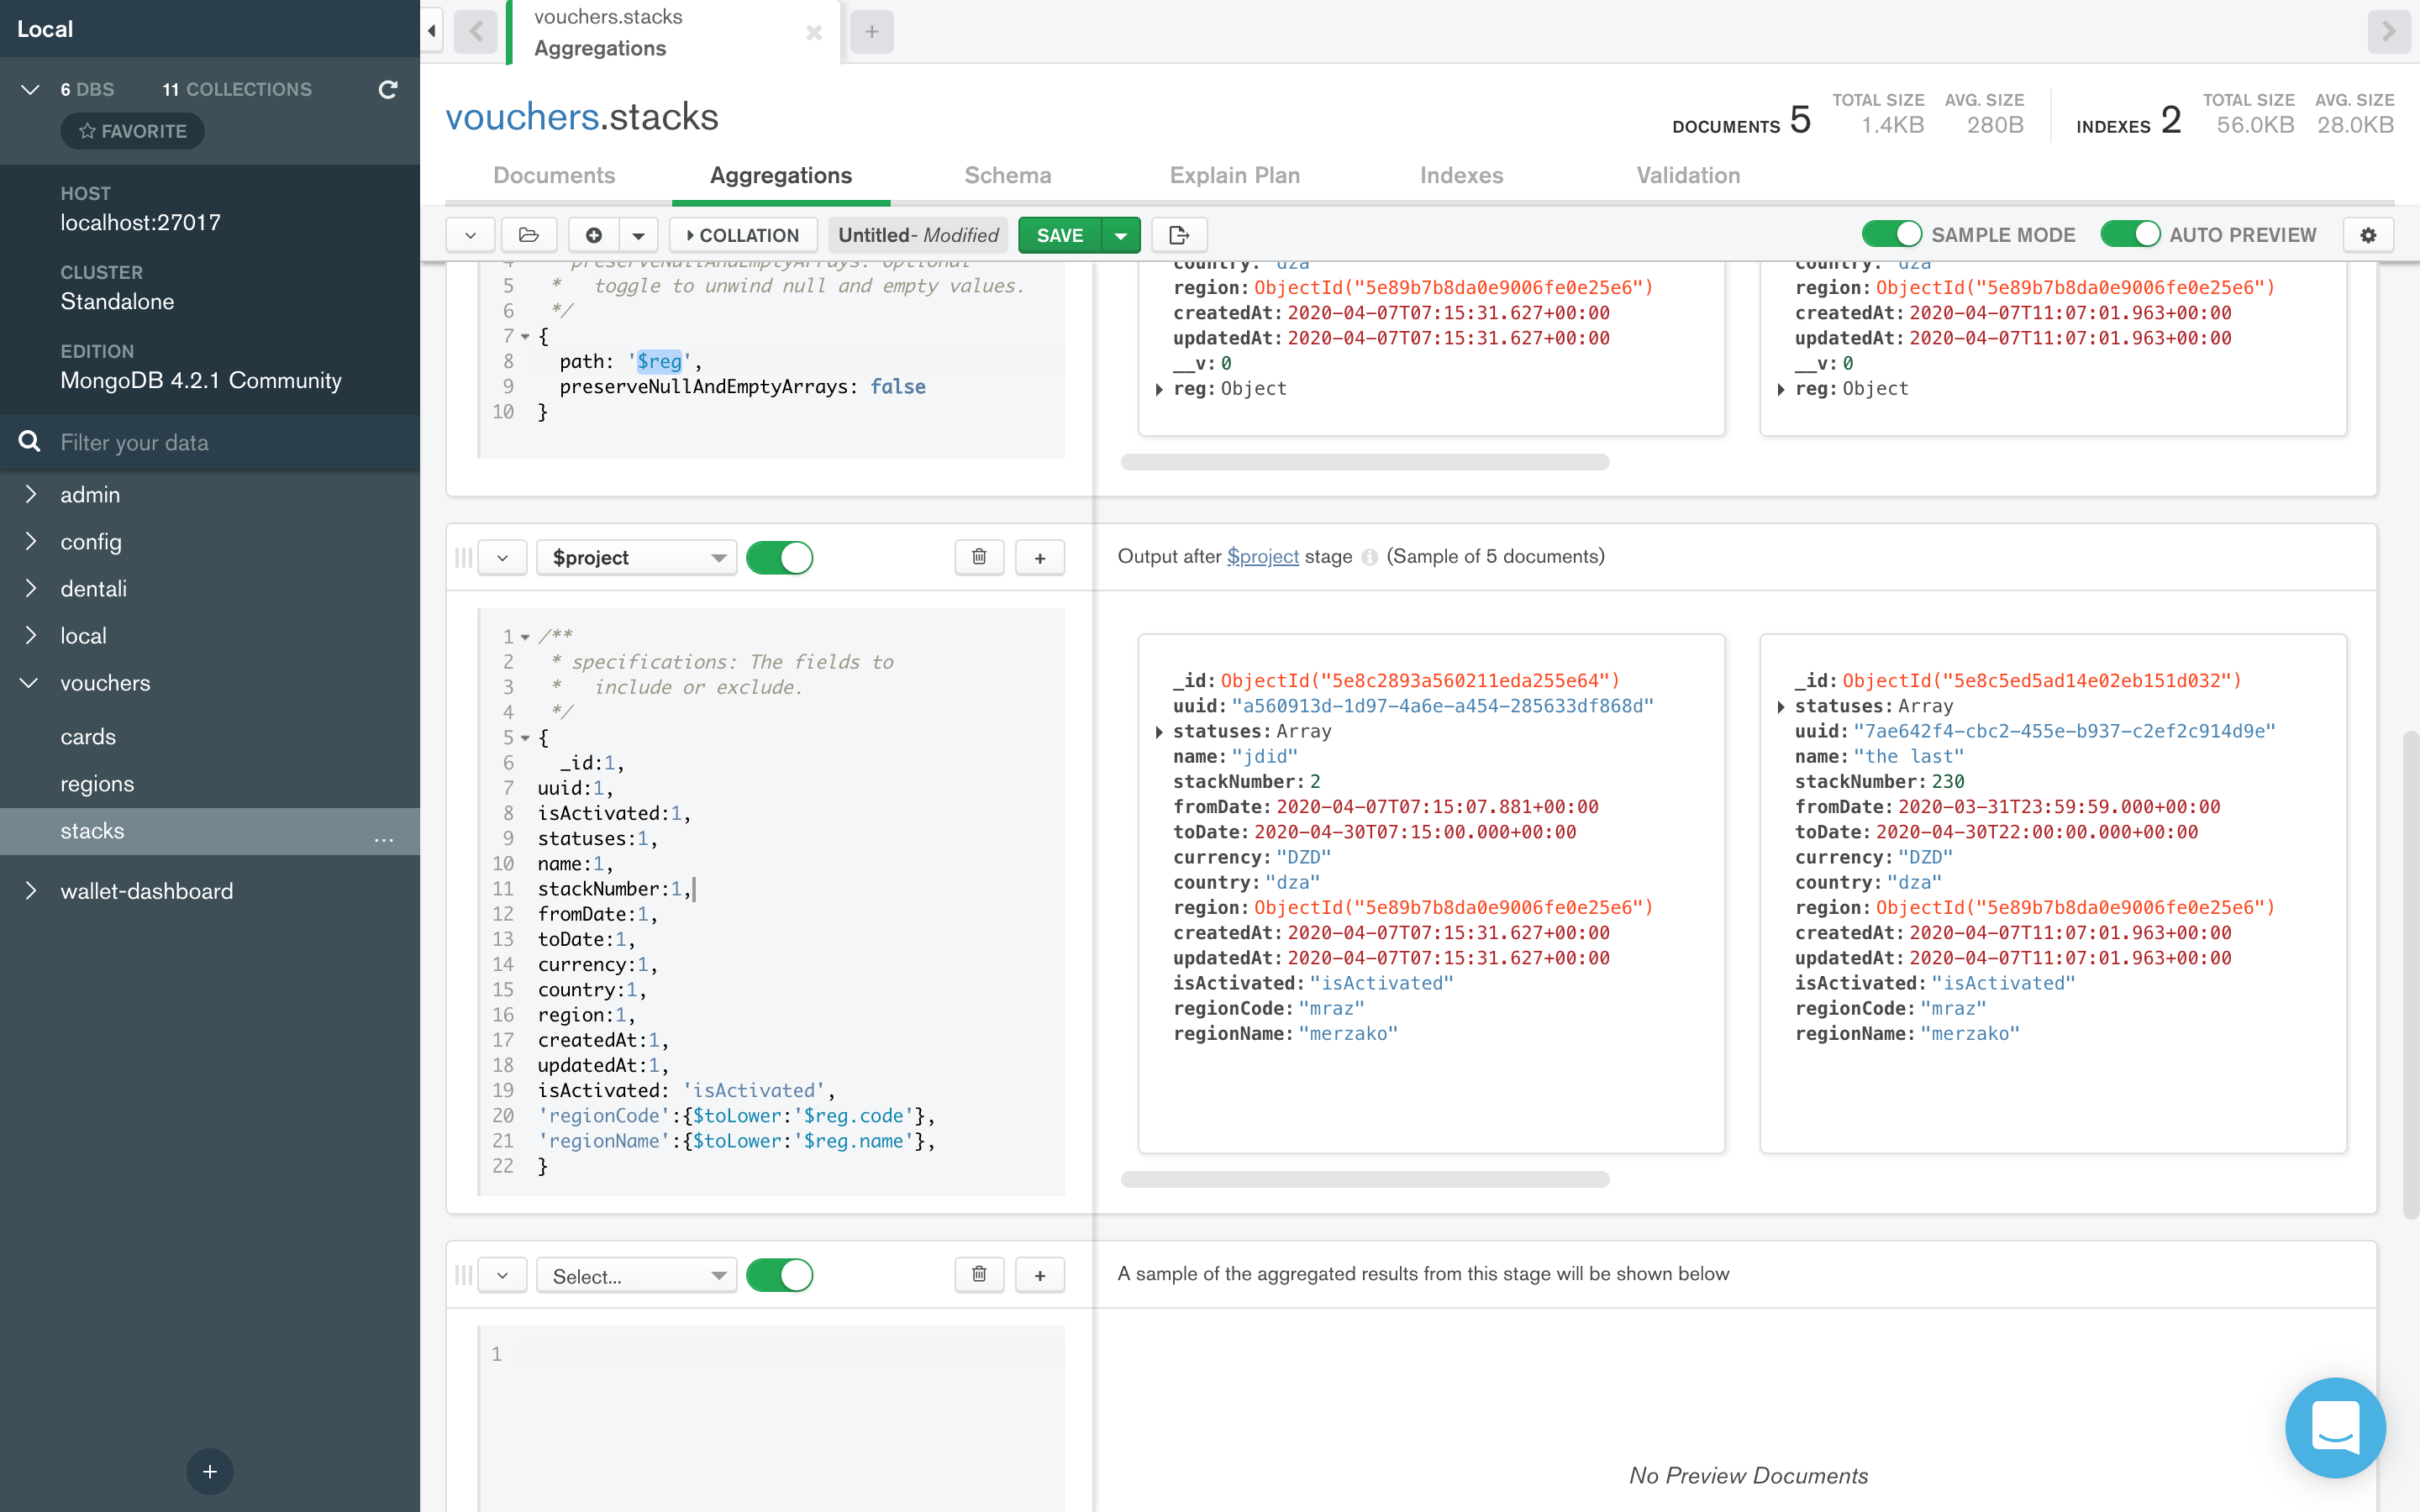 Local
6 DBS 11 COLLECTIONS
FAVORITE
HOST
localhost:27017
CLUSTER
Standalone
EDITION
MongoDB 4.2.1 Community
Filter your data
admin
config
dentali
local
vouchers
cards
regions
stacks ...
wallet-dashboard
+
vouchers.stacks
Aggregations
+
vouchers.stacks
DOCUMENTS 5 TOTAL SIZE 1.4KB AVG. SIZE 280B INDEXES 2 TOTAL SIZE 56.0KB AVG. SIZE 28.0KB
Documents Aggregations Schema Explain Plan Indexes Validation
COLLATION Untitled- Modified SAVE SAMPLE MODE AUTO PREVIEW
4 * preserveNullAndEmptyArrays: optional
5 * toggle to unwind null and empty values.
6 */
7 {
8 path: '$reg',
9 preserveNullAndEmptyArrays: false
10 }
country: "dza"
region: ObjectId("5e89b7b8da0e9006fe0e25e6")
createdAt: 2020-04-07T07:15:31.627+00:00
updatedAt: 2020-04-07T07:15:31.627+00:00
__v: 0
reg: Object
country: "dza"
region: ObjectId("5e89b7b8da0e9006fe0e25e6")
createdAt: 2020-04-07T11:07:01.963+00:00
updatedAt: 2020-04-07T11:07:01.963+00:00
__v: 0
reg: Object
$project +
Output after $project stage (Sample of 5 documents)
1 /**
2 * specifications: The fields to
3 * include or exclude.
4 */
5 {
6 _id:1,
7 uuid:1,
8 isActivated:1,
9 statuses:1,
10 name:1,
11 stackNumber:1,
12 fromDate:1,
13 toDate:1,
14 currency:1,
15 country:1,
16 region:1,
17 createdAt:1,
18 updatedAt:1,
19 isActivated: 'isActivated',
20 'regionCode':{$toLower:'$reg.code'},
21 'regionName':{$toLower:'$reg.name'},
22 }
_id: ObjectId("5e8c2893a560211eda255e64")
uuid: "a560913d-1d97-4a6e-a454-285633df868d"
statuses: Array
name: "jdid"
stackNumber: 2
fromDate: 2020-04-07T07:15:07.881+00:00
toDate: 2020-04-30T07:15:00.000+00:00
currency: "DZD"
country: "dza"
region: ObjectId("5e89b7b8da0e9006fe0e25e6")
createdAt: 2020-04-07T07:15:31.627+00:00
updatedAt: 2020-04-07T07:15:31.627+00:00
isActivated: "isActivated"
regionCode: "mraz"
regionName: "merzako"
_id: ObjectId("5e8c5ed5ad14e02eb151d032")
statuses: Array
uuid: "7ae642f4-cbc2-455e-b937-c2ef2c914d9e"
name: "the last"
stackNumber: 230
fromDate: 2020-03-31T23:59:59.000+00:00
toDate: 2020-04-30T22:00:00.000+00:00
currency: "DZD"
country: "dza"
region: ObjectId("5e89b7b8da0e9006fe0e25e6")
createdAt: 2020-04-07T11:07:01.963+00:00
updatedAt: 2020-04-07T11:07:01.963+00:00
isActivated: "isActivated"
regionCode: "mraz"
regionName: "merzako"
Select... +
A sample of the aggregated results from this stage will be shown below
1
No Preview Documents